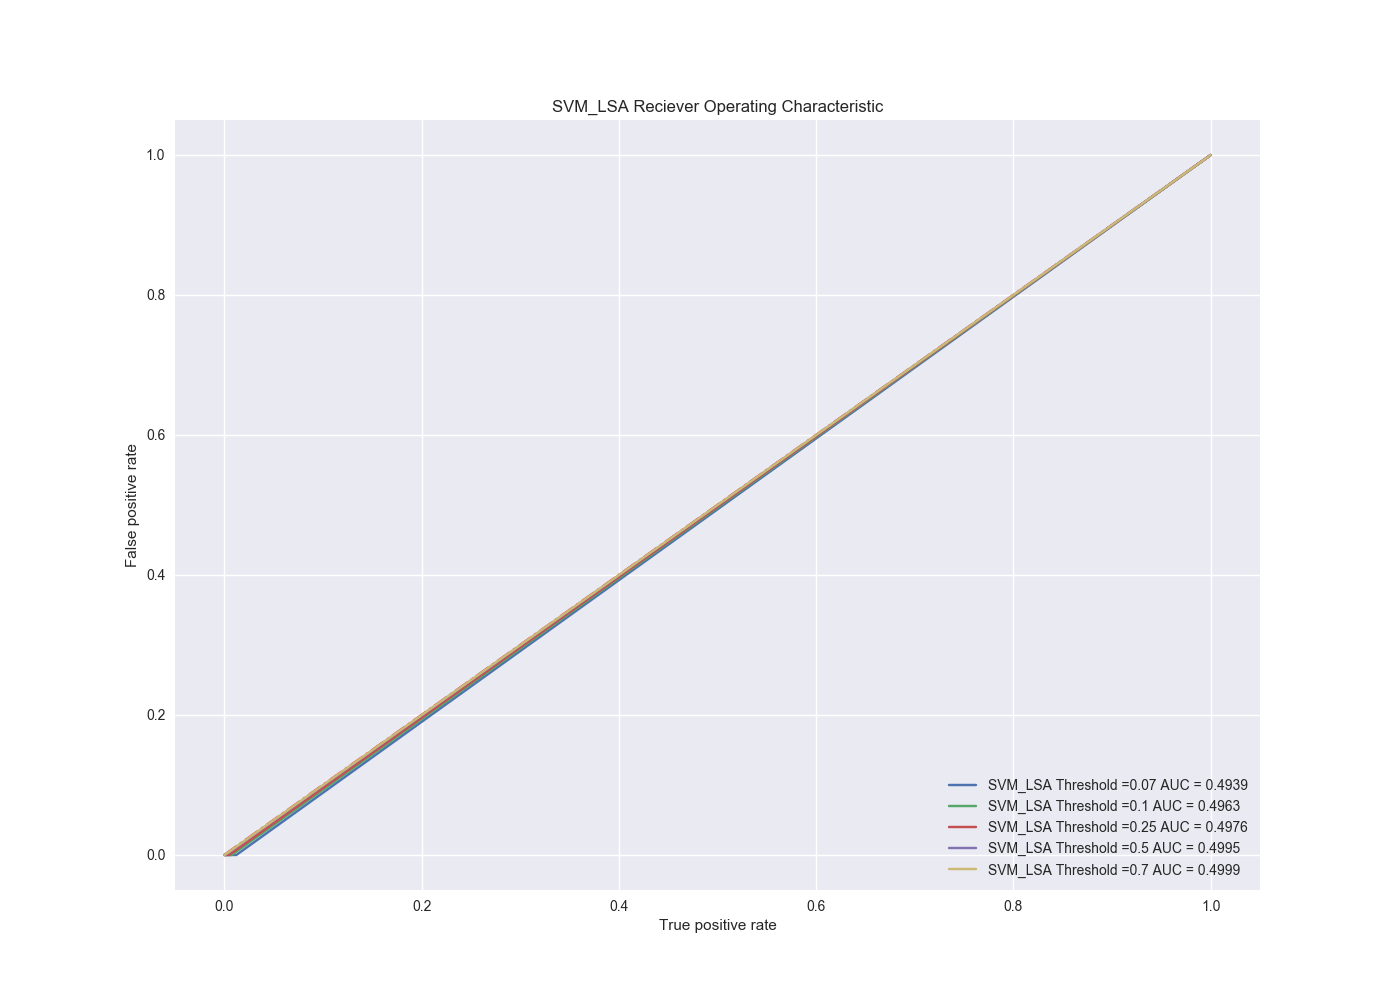 SVM_LSA Reciever Operating Characteristic
1.0
0.8
0.6
0.4
0.2
0.0
False positive rate
SVM_LSA Threshold =0.07 AUC = 0.4939
SVM_LSA Threshold =0.1 AUC = 0.4963
SVM_LSA Threshold =0.25 AUC = 0.4976
SVM_LSA Threshold =0.5 AUC = 0.4995
SVM_LSA Threshold =0.7 AUC = 0.4999
0.0 0.2 0.4 0.6 0.8 1.0
True positive rate